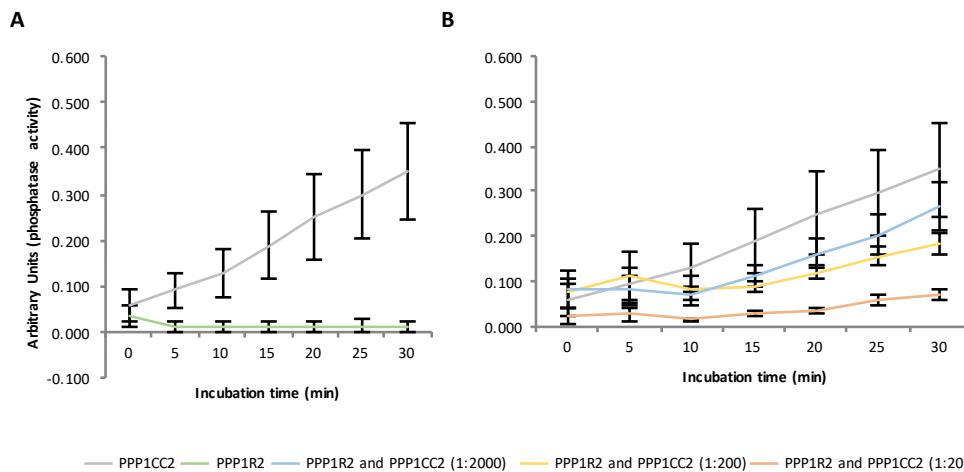 A
B
Arbitrary Units (phosphatase activity)
0.600
0.500
0.400
0.300
0.200
0.100
0.000
-0.100
0 5 10 15 20 25 30
Incubation time (min)
0.600
0.500
0.400
0.300
0.200
0.100
0.000
0 5 10 15 20 25 30
Incubation time (min)
PPP1CC2 PPP1R2 PPP1R2 and PPP1CC2 (1:2000) PPP1R2 and PPP1CC2 (1:200) PPP1R2 and PPP1CC2 (1:20